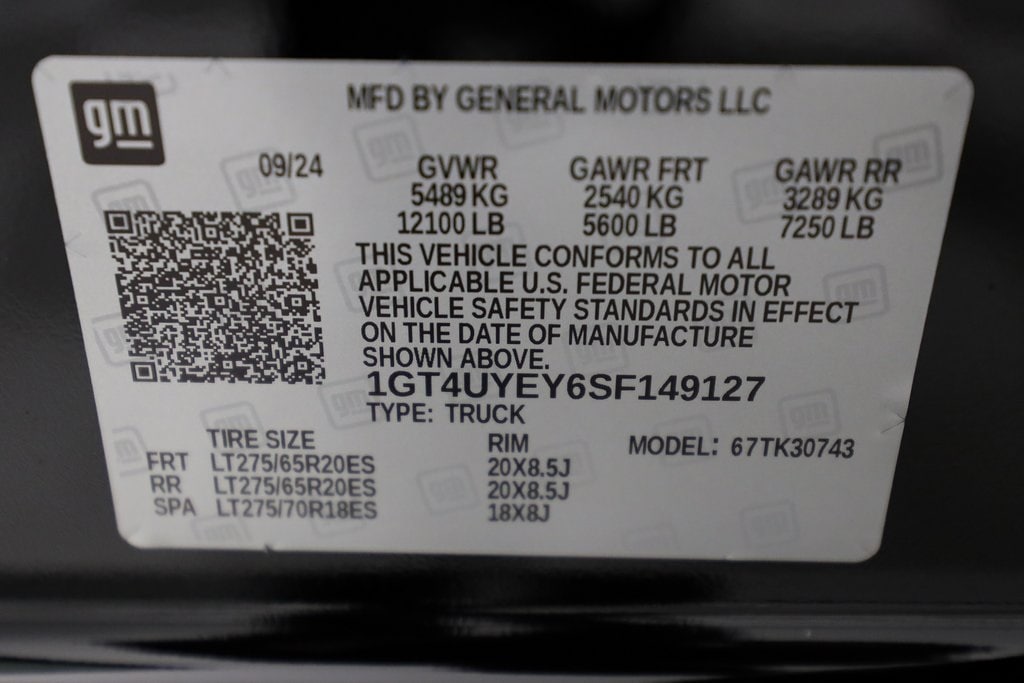 gm
MFD BY GENERAL MOTORS LLC
09/24 GVWR GAWR FRT GAWR RR
5489 KG 2540 KG 3289 KG
12100 LB 5600 LB 7250 LB
THIS VEHICLE CONFORMS TO ALL
APPLICABLE U.S. FEDERAL MOTOR
VEHICLE SAFETY STANDARDS IN EFFECT
ON THE DATE OF MANUFACTURE
SHOWN ABOVE.
1GT4UYEY6SF149127
TYPE: TRUCK
TIRE SIZE RIM MODEL: 67TK30743
FRT LT275/65R20ES 20X8.5J
RR LT275/65R20ES 20X8.5J
SPA LT275/70R18ES 18X8J